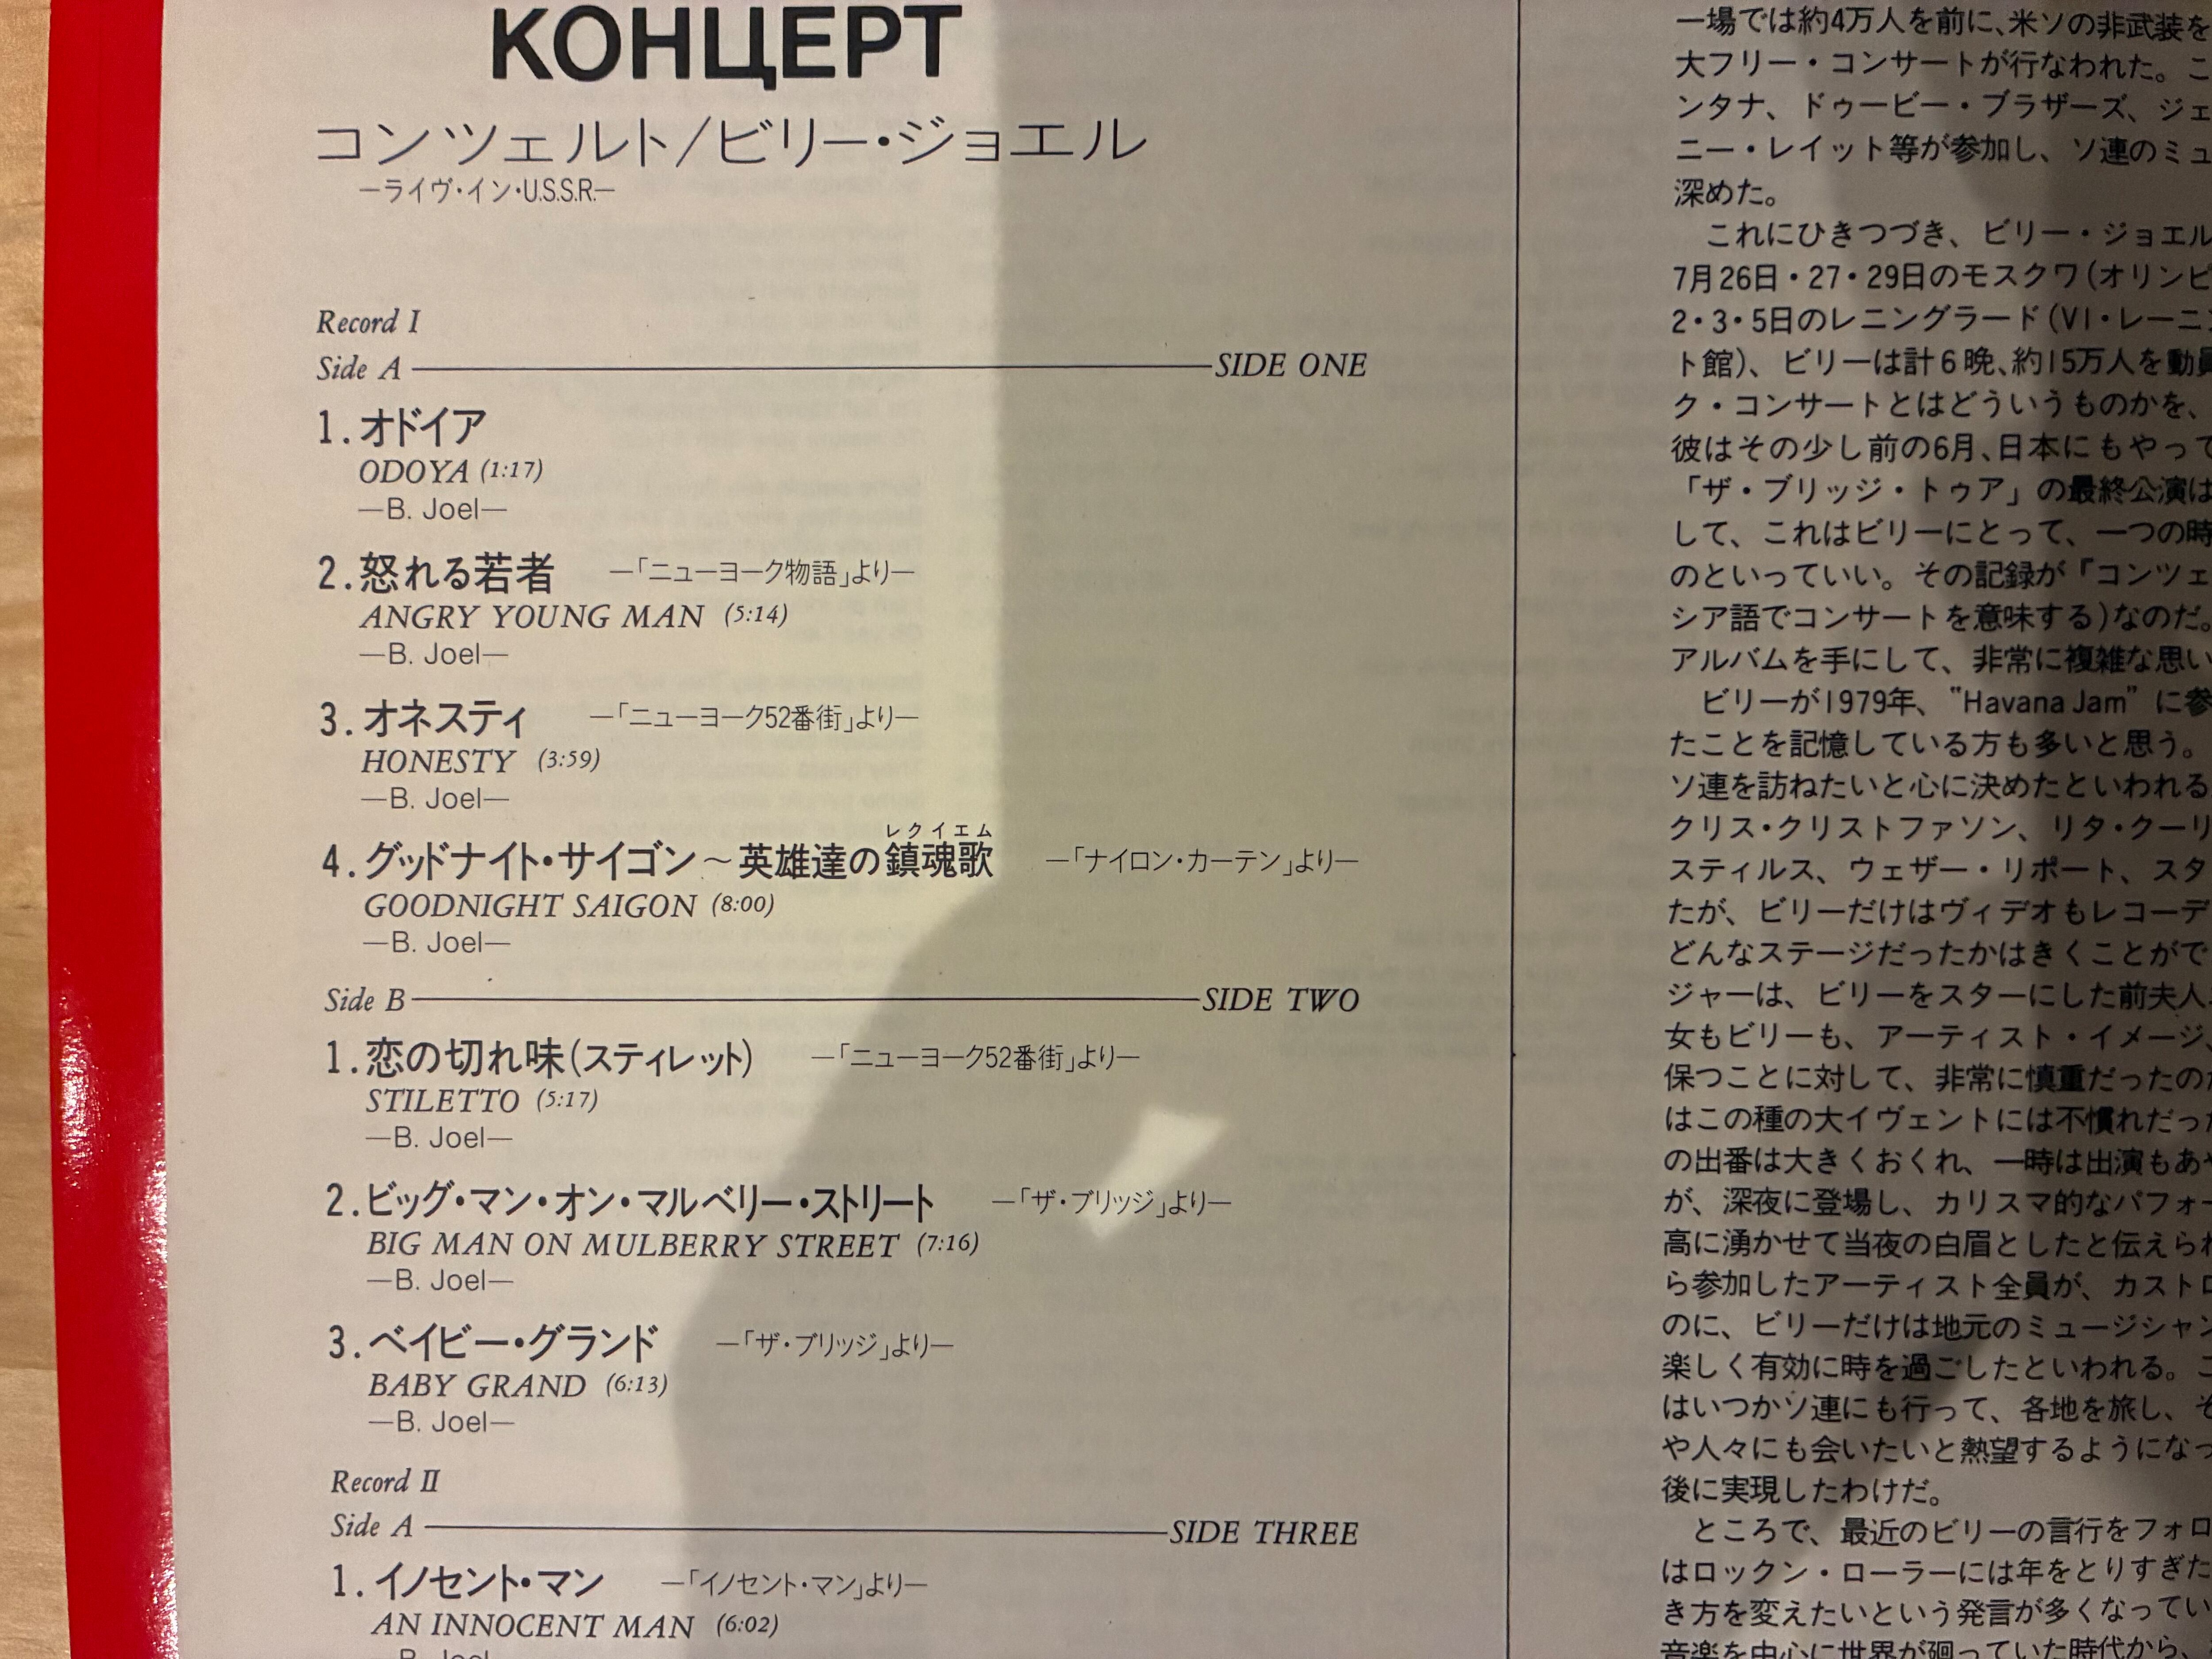 КОНЦЕРТ
コンツェルト/ビリー・ジョエル
—ライヴ・イン・U.S.S.R.—
Record I
Side A SIDE ONE
1. オドイア
ODOYA (1:17)
—B. Joel—
2. 怒れる若者 —「ニューヨーク物語」より—
ANGRY YOUNG MAN (5:14)
—B. Joel—
3. オネスティ —「ニューヨーク52番街」より—
HONESTY (3:59)
—B. Joel—
レクイエム
4. グッドナイト・サイゴン〜英雄達の鎮魂歌 —「ナイロン・カーテン」より—
GOODNIGHT SAIGON (8:00)
—B. Joel—
Side B SIDE TWO
1. 恋の切れ味(スティレット) —「ニューヨーク52番街」より—
STILETTO (5:17)
—B. Joel—
2. ビッグ・マン・オン・マルベリー・ストリート —「ザ・ブリッジ」より—
BIG MAN ON MULBERRY STREET (7:16)
—B. Joel—
3. ベイビー・グランド —「ザ・ブリッジ」より—
BABY GRAND (6:13)
—B. Joel—
Record II
Side A SIDE THREE
1. イノセント・マン —「イノセント・マン」より—
AN INNOCENT MAN (6:02)
—B. Joel—
一場では約4万人を前に、米ソの非武装を
大フリー・コンサートが行なわれた。こ
ンタナ、ドゥービー・ブラザーズ、ジェ
ニー・レイット等が参加し、ソ連のミュ
深めた。
これにひきつづき、ビリー・ジョエル
7月26日・27・29日のモスクワ(オリンピ
2・3・5日のレニングラード(VI・レーニン
ト館)、ビリーは計6晩、約15万人を動員
ク・コンサートとはどういうものかを、
彼はその少し前の6月、日本にもやって
「ザ・ブリッジ・トゥア」の最終公演は
して、これはビリーにとって、一つの時
のといっていい。その記録が「コンツェ
シア語でコンサートを意味する)なのだ。
アルバムを手にして、非常に複雑な思い
ビリーが1979年、"Havana Jam" に参
たことを記憶している方も多いと思う。
ソ連を訪ねたいと心に決めたといわれる
クリス・クリストファソン、リタ・クーリ
スティルス、ウェザー・リポート、スタ
たが、ビリーだけはヴィデオもレコーデ
どんなステージだったかはきくことがで
ジャーは、ビリーをスターにした前夫人
女もビリーも、アーティスト・イメージ、
保つことに対して、非常に慎重だったのか
はこの種の大イヴェントには不慣れだった
の出番は大きくおくれ、一時は出演もあや
が、深夜に登場し、カリスマ的なパフォー
高に湧かせて当夜の白眉としたと伝えられ
ら参加したアーティスト全員が、カストロ
のに、ビリーだけは地元のミュージシャン
楽しく有効に時を過ごしたといわれる。こ
はいつかソ連にも行って、各地を旅し、そ
や人々にも会いたいと熱望するようになっ
後に実現したわけだ。
ところで、最近のビリーの言行をフォロ
はロックン・ローラーには年をとりすぎた
き方を変えたいという発言が多くなってい
音楽を中心に世界が廻っていた時代から、